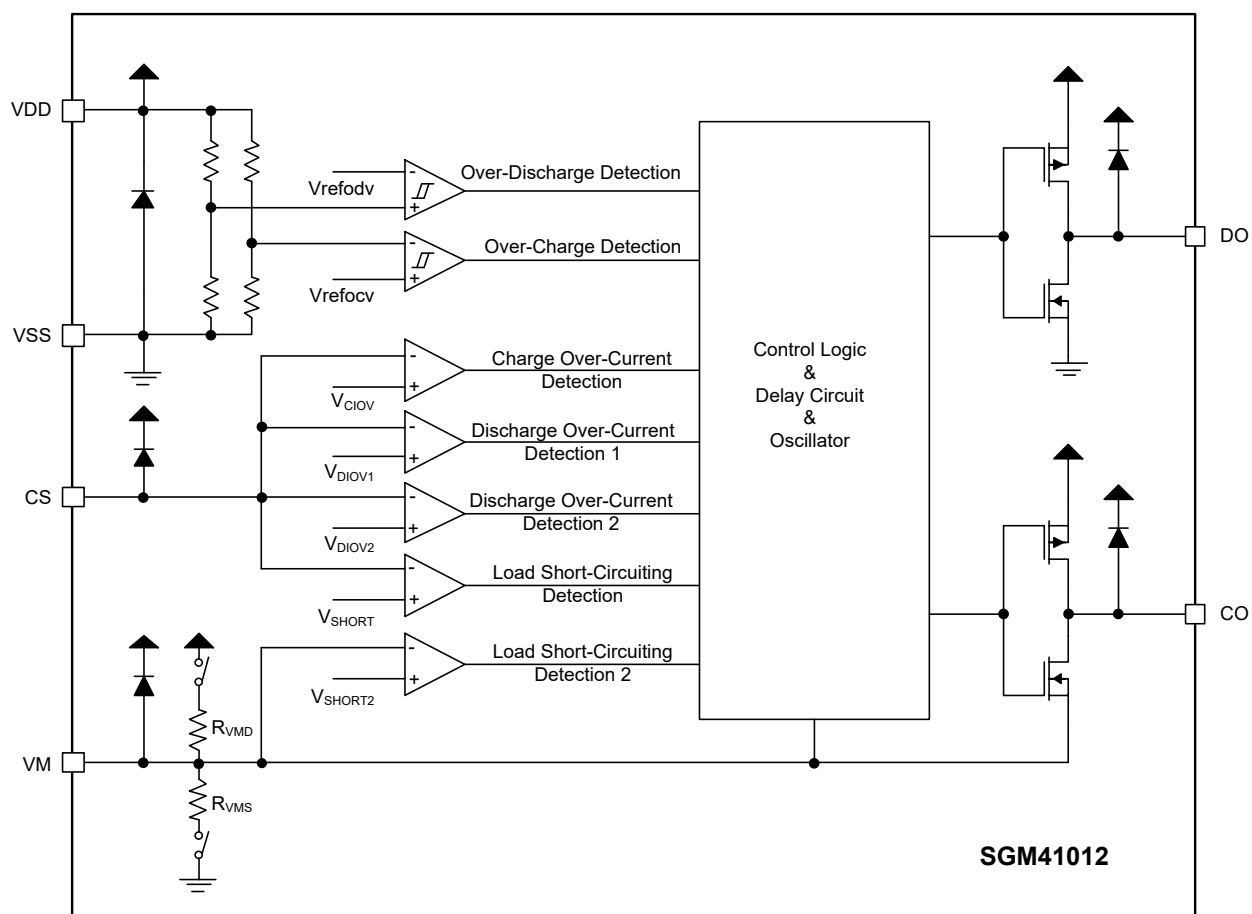 VDD
VSS
CS
VM
Vrefodv
-
+
Over-Discharge Detection
Vrefocv
-
+
Over-Charge Detection
VCIOV
-
+
Charge Over-Current
Detection
VDIOV1
-
+
Discharge Over-Current
Detection 1
VDIOV2
-
+
Discharge Over-Current
Detection 2
VSHORT
-
+
Load Short-Circuiting
Detection
VSHORT2
-
+
Load Short-Circuiting
Detection 2
RVMD
RVMS
Control Logic
&
Delay Circuit
&
Oscillator
DO
CO
SGM41012